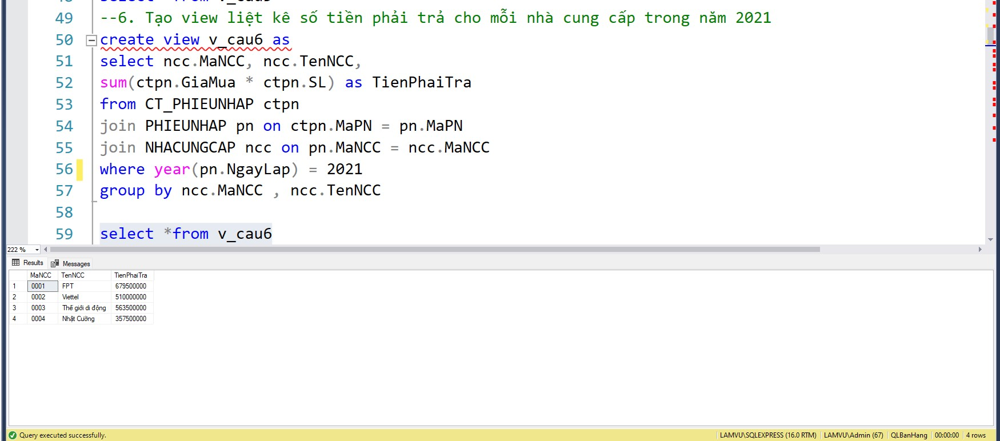 49 --6. Tạo view liệt kê số tiền phải trả cho mỗi nhà cung cấp trong năm 2021
50 create view v_cau6 as
51 select ncc.MaNCC, ncc.TenNCC,
52 sum(ctpn.GiaMua * ctpn.SL) as TienPhaiTra
53 from CT_PHIEUNHAP ctpn
54 join PHIEUNHAP pn on ctpn.MaPN = pn.MaPN
55 join NHACUNGCAP ncc on pn.MaNCC = ncc.MaNCC
56 where year(pn.NgayLap) = 2021
57 group by ncc.MaNCC , ncc.TenNCC
58
59 select *from v_cau6
222 %
Results Messages
MaNCC TenNCC TienPhaiTra
1 0001 FPT 679500000
2 0002 Viettel 510000000
3 0003 Thế giới di động 563500000
4 0004 Nhật Cường 357500000
Query executed successfully. LAMVU\SQLEXPRESS (16.0 RTM) LAMVU\Admin (67) QLBanHang 00:00:00 4 rows